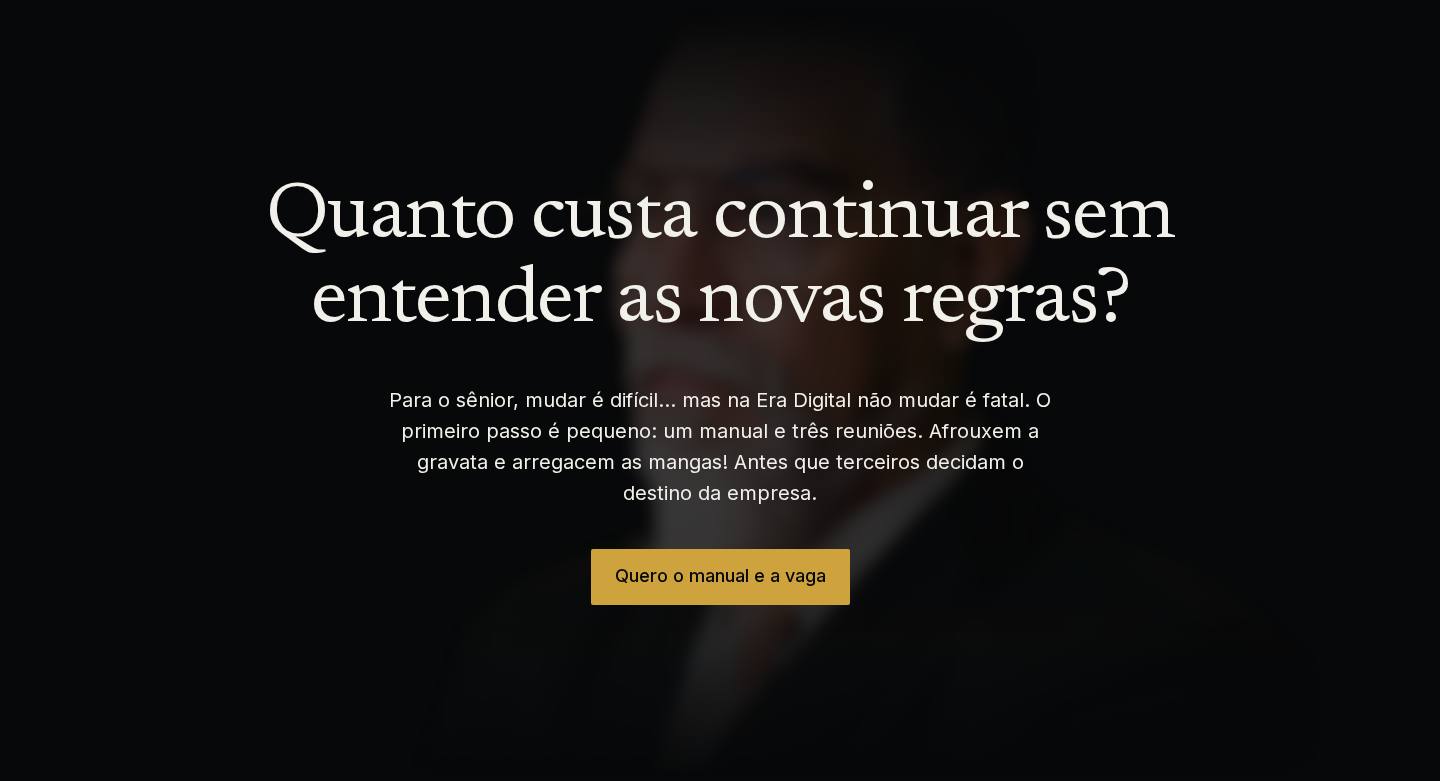 Quanto custa continuar sem
entender as novas regras?
Para o sênior, mudar é difícil... mas na Era Digital não mudar é fatal. O
primeiro passo é pequeno: um manual e três reuniões. Afrouxem a
gravata e arregacem as mangas! Antes que terceiros decidam o
destino da empresa.
Quero o manual e a vaga